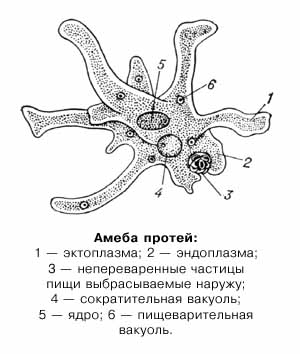 5
6
1
2
3
4
Амеба протей:
1 — эктоплазма; 2 — эндоплазма;
3 — непереваренные частицы
пищи выбрасываемые наружу;
4 — сократительная вакуоль;
5 — ядро; 6 — пищеварительная
вакуоль.